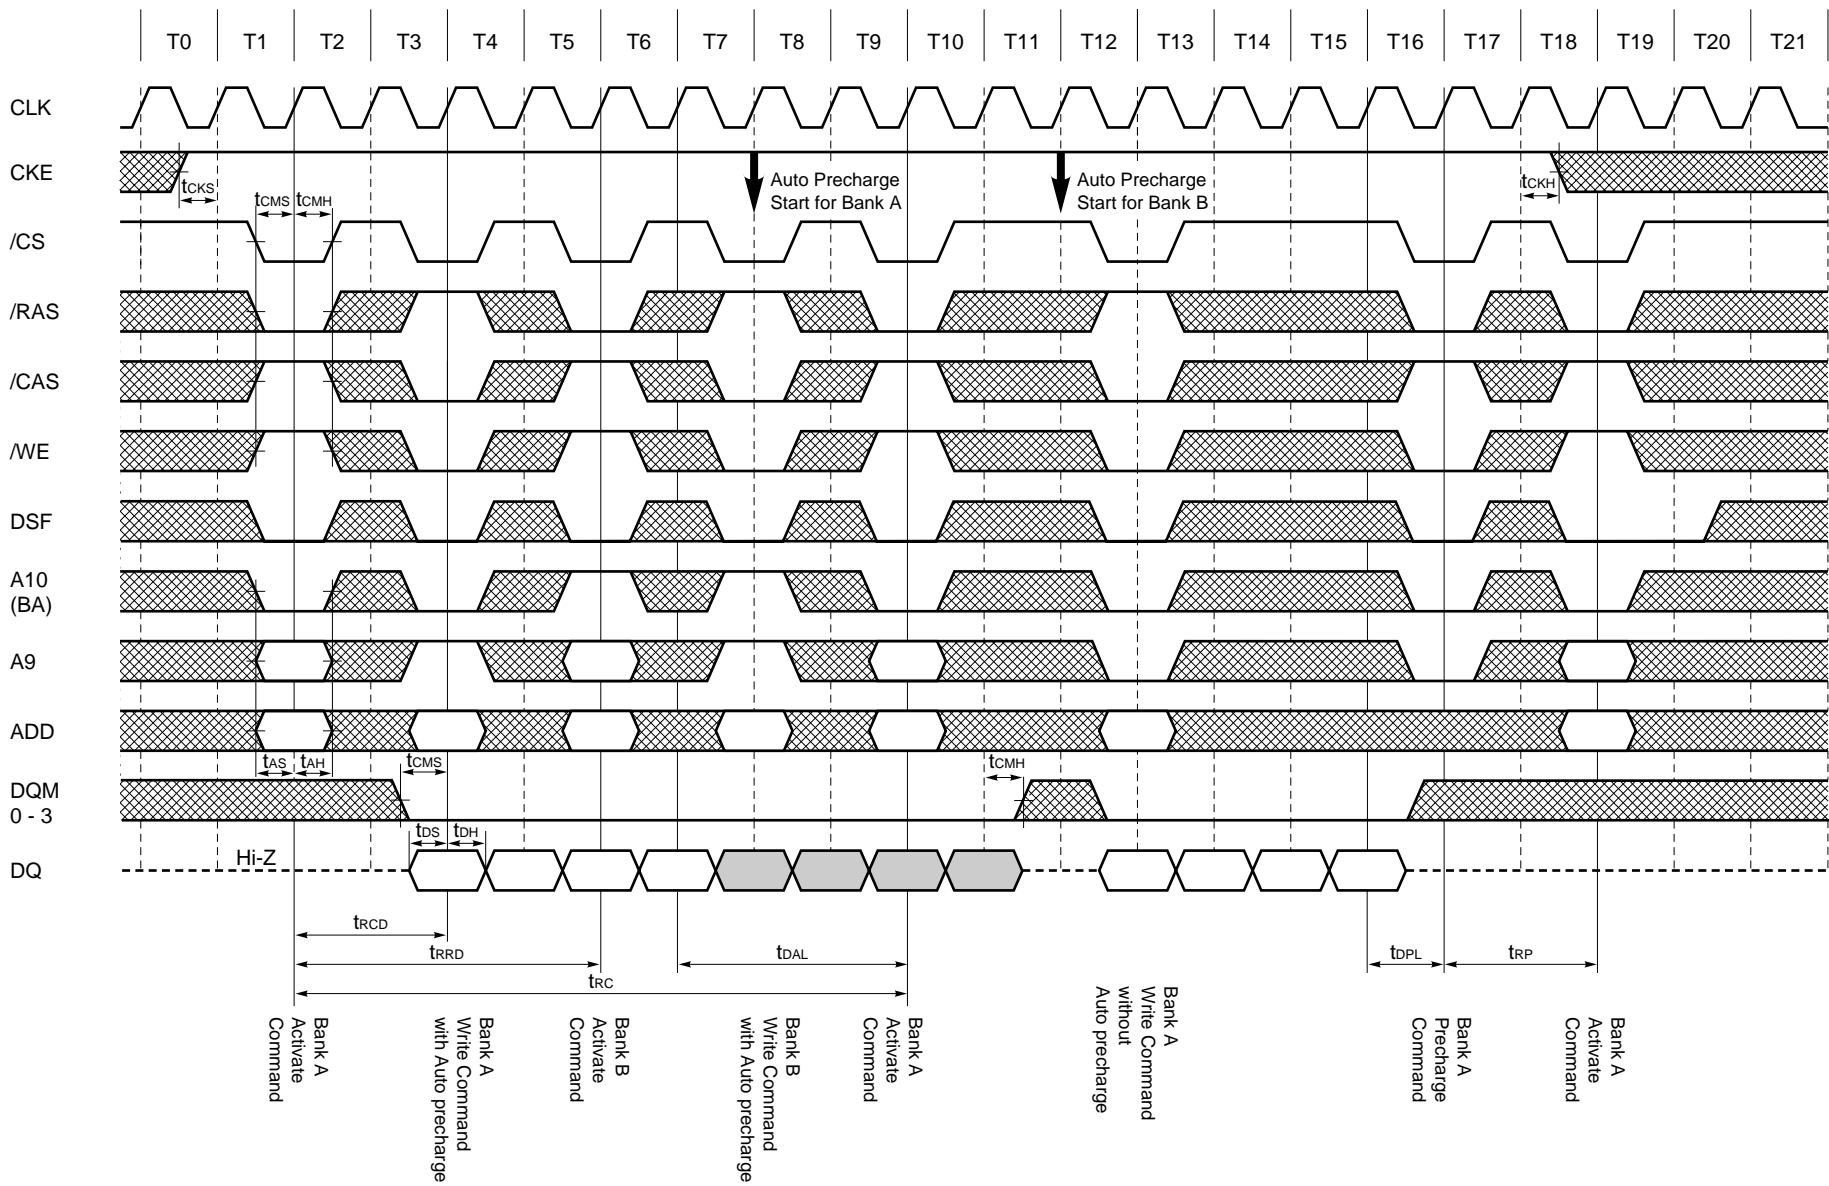 T0 T1 T2 T3 T4 T5 T6 T7 T8 T9 T10 T11 T12 T13 T14 T15 T16 T17 T18 T19 T20 T21
CLK
CKE
tCKS
Auto Precharge
Start for Bank A
Auto Precharge
Start for Bank B
tCKH
tCMS tCMH
/CS
/RAS
/CAS
/WE
DSF
A10
(BA)
A9
ADD
tAS tAH
tCMS
tCMH
DQM
0 - 3
tDS tDH
DQ
Hi-Z
tRCD
tRRD
tDAL
tDPL
tRP
tRC
Bank A
Activate
Command
Bank A
Write Command
with Auto precharge
Bank B
Activate
Command
Bank B
Write Command
with Auto precharge
Bank A
Activate
Command
Bank A
Write Command
without
Auto precharge
Bank A
Precharge
Command
Bank A
Activate
Command